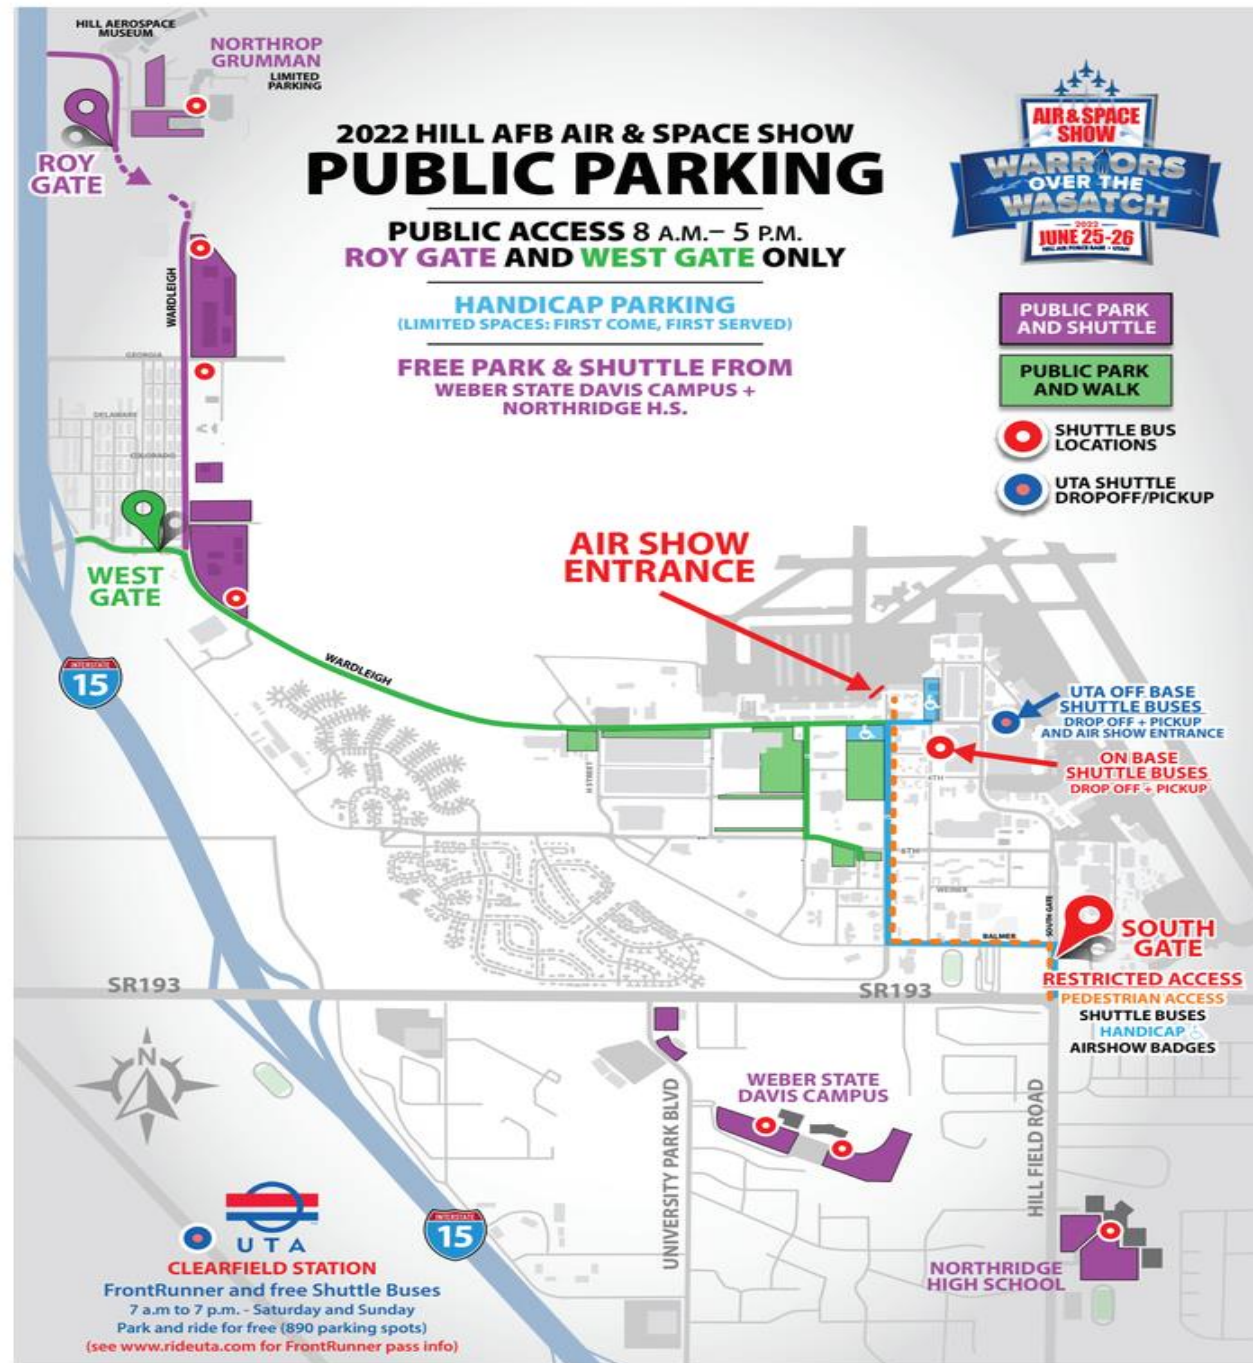 HILL AEROSPACE
MUSEUM
NORTHROP
GRUMMAN
LIMITED
PARKING
ROY
GATE
2022 HILL AFB AIR & SPACE SHOW
PUBLIC PARKING
PUBLIC ACCESS 8 A.M.– 5 P.M.
ROY GATE AND WEST GATE ONLY
HANDICAP PARKING
(LIMITED SPACES: FIRST COME, FIRST SERVED)
FREE PARK & SHUTTLE FROM
WEBER STATE DAVIS CAMPUS +
NORTHRIDGE H.S.
AIR & SPACE
SHOW
WARRIORS
OVER THE
WASATCH
2022
JUNE 25-26
HILL AIR FORCE BASE • UTAH
PUBLIC PARK
AND SHUTTLE
PUBLIC PARK
AND WALK
SHUTTLE BUS
LOCATIONS
UTA SHUTTLE
DROPOFF/PICKUP
WARDLEIGH
GEORGIA
DELAWARE
COLORADO
WEST
GATE
INTERSTATE
15
WARDLEIGH
AIR SHOW
ENTRANCE
UTA OFF BASE
SHUTTLE BUSES
DROP OFF + PICKUP
AND AIR SHOW ENTRANCE
ON BASE
SHUTTLE BUSES
DROP OFF + PICKUP
H STREET
4TH
6TH
WEINER
BALMER
SOUTH GATE
SOUTH
GATE
RESTRICTED ACCESS
PEDESTRIAN ACCESS
SHUTTLE BUSES
HANDICAP
AIRSHOW BADGES
SR193
SR193
N
UNIVERSITY PARK BLVD
WEBER STATE
DAVIS CAMPUS
HILL FIELD ROAD
NORTHRIDGE
HIGH SCHOOL
INTERSTATE
15
UTA
CLEARFIELD STATION
FrontRunner and free Shuttle Buses
7 a.m to 7 p.m. - Saturday and Sunday
Park and ride for free (890 parking spots)
(see www.rideuta.com for FrontRunner pass info)